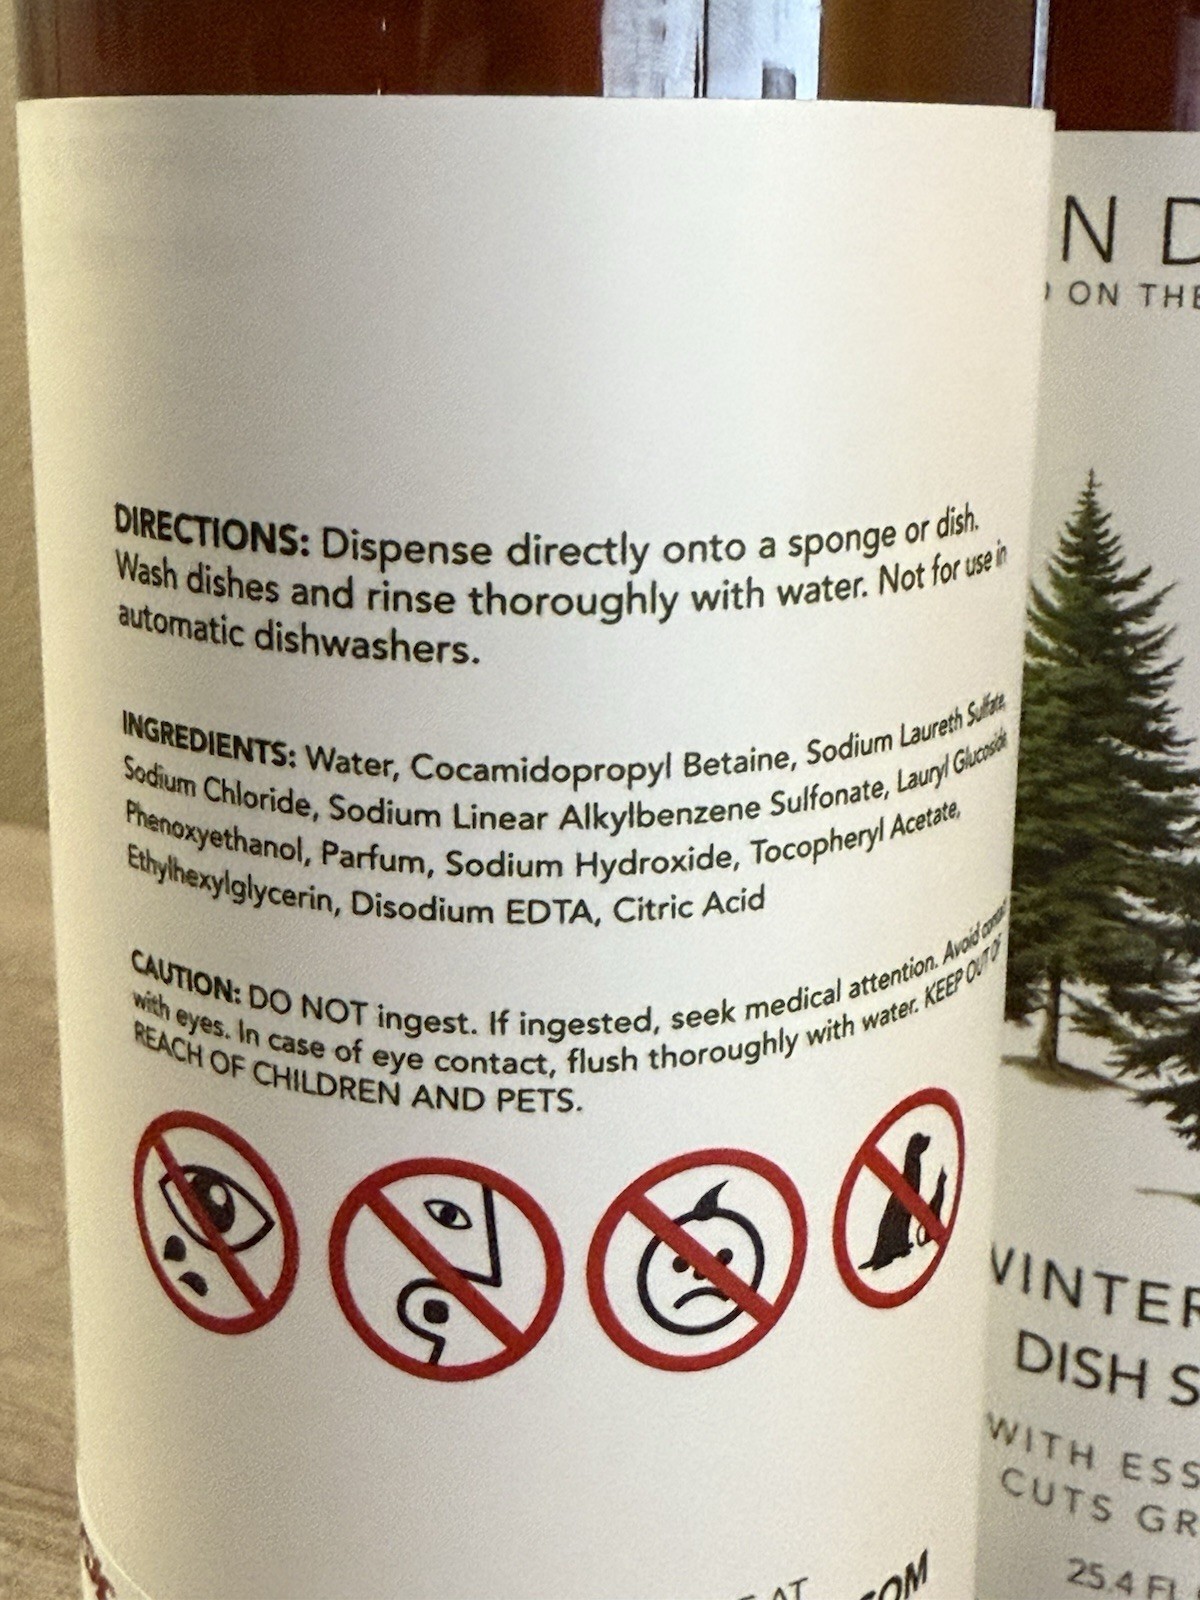 DIRECTIONS: Dispense directly onto a sponge or dish.
Wash dishes and rinse thoroughly with water. Not for use in
automatic dishwashers.
INGREDIENTS: Water, Cocamidopropyl Betaine, Sodium Laureth Sulfate,
Sodium Chloride, Sodium Linear Alkylbenzene Sulfonate, Lauryl Glucoside
Phenoxyethanol, Parfum, Sodium Hydroxide, Tocopheryl Acetate,
Ethylhexylglycerin, Disodium EDTA, Citric Acid
CAUTION: DO NOT ingest. If ingested, seek medical attention. Avoid contact
with eyes. In case of eye contact, flush thoroughly with water. KEEP OUT OF
REACH OF CHILDREN AND PETS.
AT
OM
N D
ON THE
WINTER
DISH S
WITH ESS
CUTS GR
25.4 FL